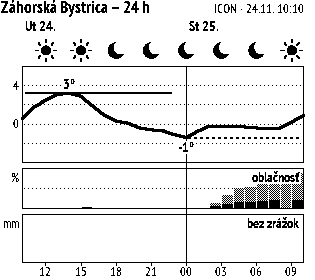 Záhorská Bystrica – 24 h
ICON · 24.11. 10:10
Ut 24.
St 25.
4
3°
0
-1°
%
oblačnosť
mm
bez zrážok
12
15
18
21
00
03
06
09